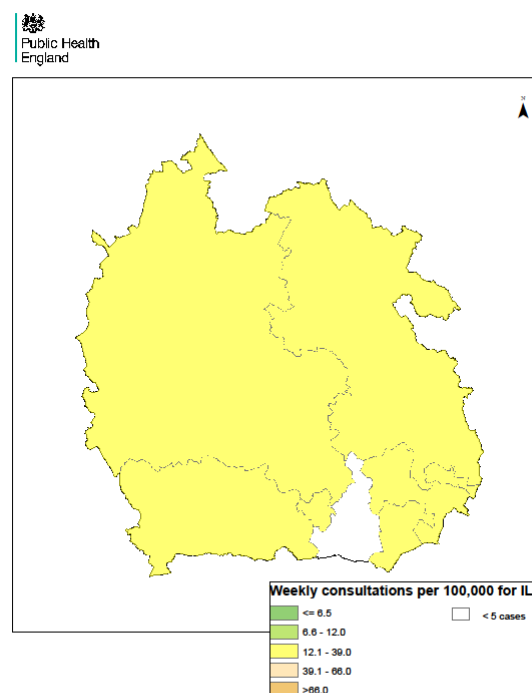 Public Health
England
N
Weekly consultations per 100,000 for IL
<= 6.5
< 5 cases
6.6 - 12.0
12.1 - 39.0
39.1 - 66.0
>66.0